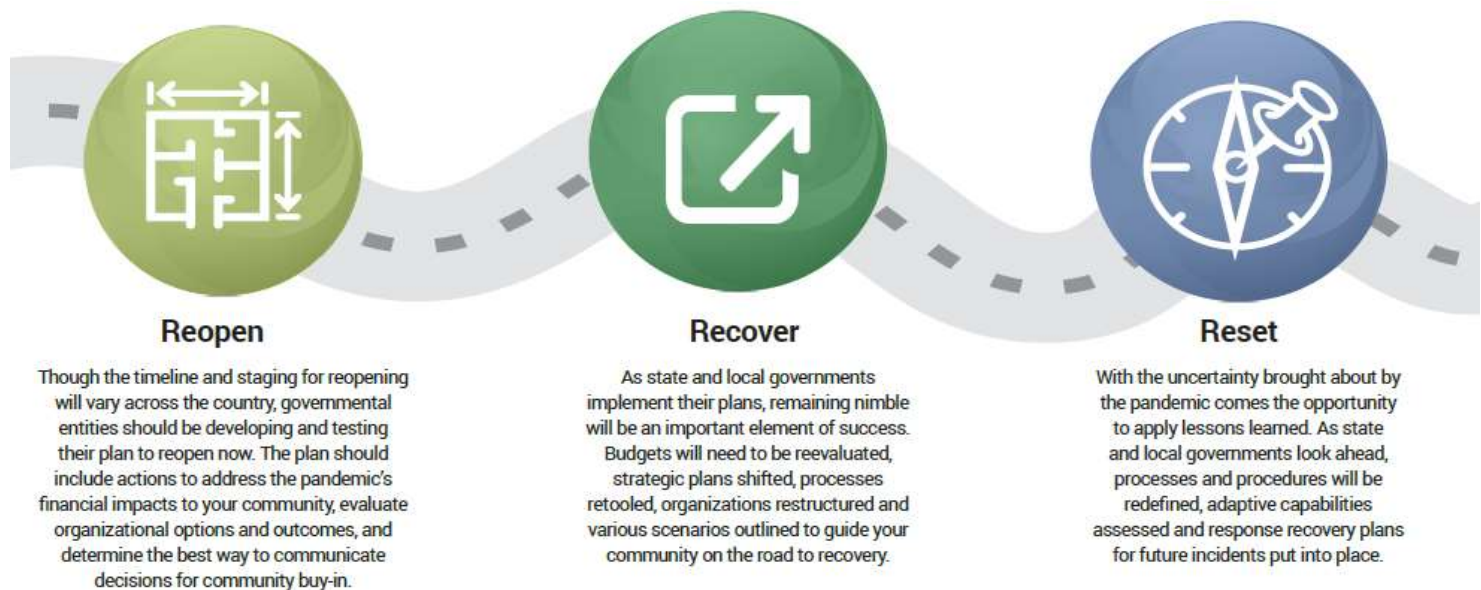 Reopen
Though the timeline and staging for reopening
will vary across the country, governmental
entities should be developing and testing
their plan to reopen now. The plan should
include actions to address the pandemic's
financial impacts to your community, evaluate
organizational options and outcomes, and
determine the best way to communicate
decisions for community buy-in.
Recover
As state and local governments
implement their plans, remaining nimble
will be an important element of success.
Budgets will need to be reevaluated,
strategic plans shifted, processes
retooled, organizations restructured and
various scenarios outlined to guide your
community on the road to recovery.
Reset
With the uncertainty brought about by
the pandemic comes the opportunity
to apply lessons learned. As state
and local governments look ahead,
processes and procedures will be
redefined, adaptive capabilities
assessed and response recovery plans
for future incidents put into place.